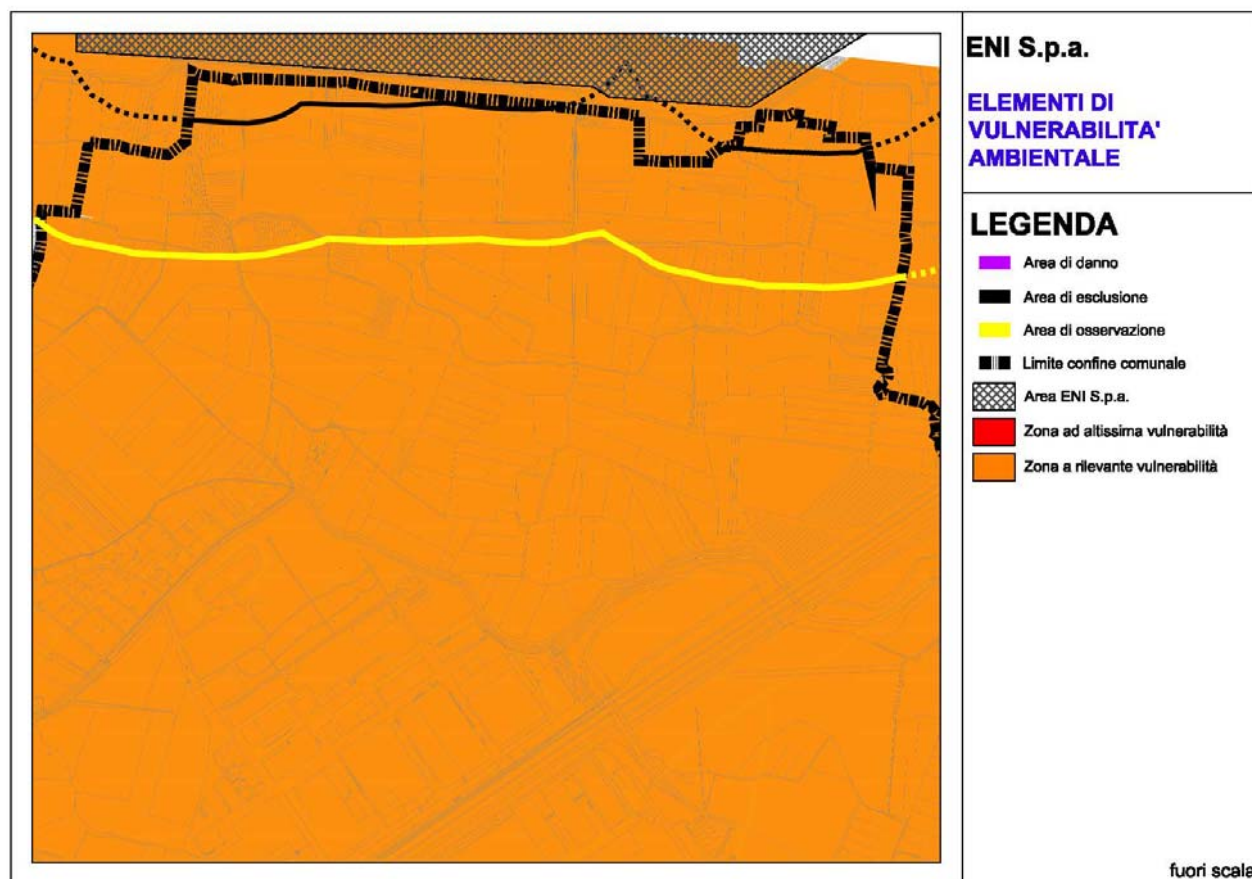 ENI S.p.a.
ELEMENTI DI
VULNERABILITA'
AMBIENTALE
LEGENDA
Area di danno
Area di esclusione
Area di osservazione
Limite confine comunale
Area ENI S.p.a.
Zona ad altissima vulnerabilità
Zona a rilevante vulnerabilità
fuori scala